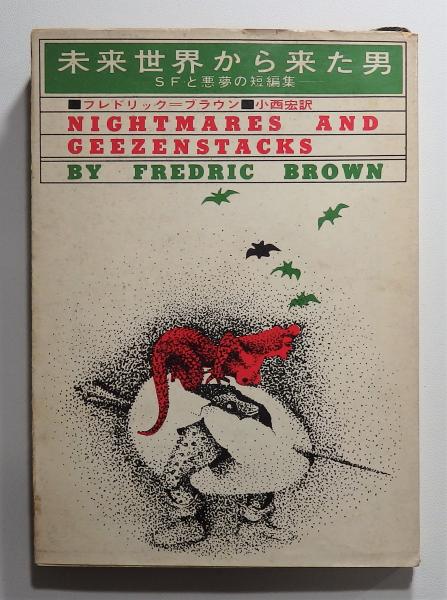 未来世界から来た男
SFと悪夢の短編集
■フレドリック＝ブラウン■小西宏訳
NIGHTMARES AND
GEEZENSTACKS
BY FREDRIC BROWN